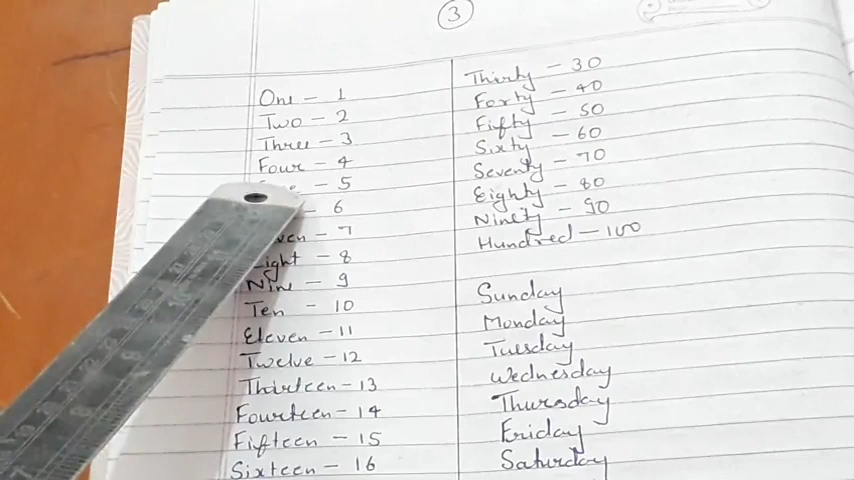 3
One - 1
Two - 2
Three - 3
Four - 4
- 5
- 6
- 7
- 8
Nine - 9
Ten - 10
Eleven - 11
Twelve - 12
Thirteen - 13
Fourteen - 14
Fifteen - 15
Sixteen - 16
Thirty - 30
Forty - 40
Fifty - 50
Sixty - 60
Seventy - 70
Eighty - 80
Ninety - 90
Hundred - 100
Sunday
Monday
Tuesday
Wednesday
Thursday
Friday
Saturday